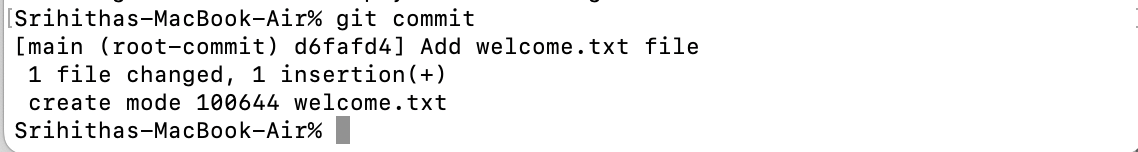 [Srihithas-MacBook-Air% git commit
[main (root-commit) d6fafd4] Add welcome.txt file
 1 file changed, 1 insertion(+)
 create mode 100644 welcome.txt
Srihithas-MacBook-Air%